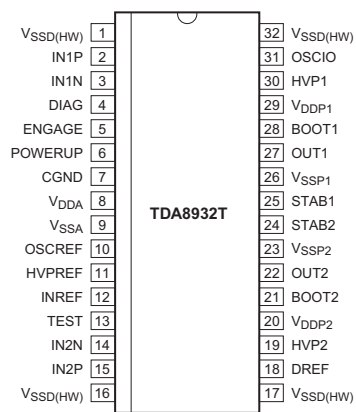 VSSD(HW) 1 32 VSSD(HW)
IN1P 2 31 OSCIO
IN1N 3 30 HVP1
DIAG 4 29 VDDP1
ENGAGE 5 28 BOOT1
POWERUP 6 27 OUT1
CGND 7 26 VSSP1
VDDA 8 25 STAB1
TDA8932T
VSSA 9 24 STAB2
OSCREF 10 23 VSSP2
HVPREF 11 22 OUT2
INREF 12 21 BOOT2
TEST 13 20 VDDP2
IN2N 14 19 HVP2
IN2P 15 18 DREF
VSSD(HW) 16 17 VSSD(HW)